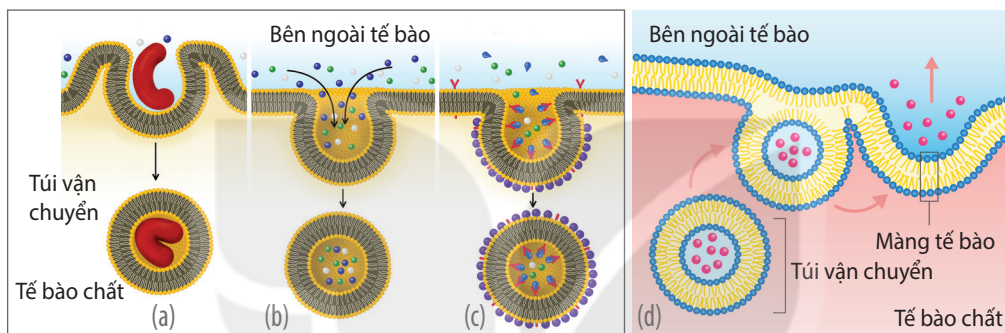 Bên ngoài tế bào
Túi vận
chuyển
Tế bào chất
(a)
(b)
(c)
Bên ngoài tế bào
Màng tế bào
Túi vận chuyển
(d)
Tế bào chất